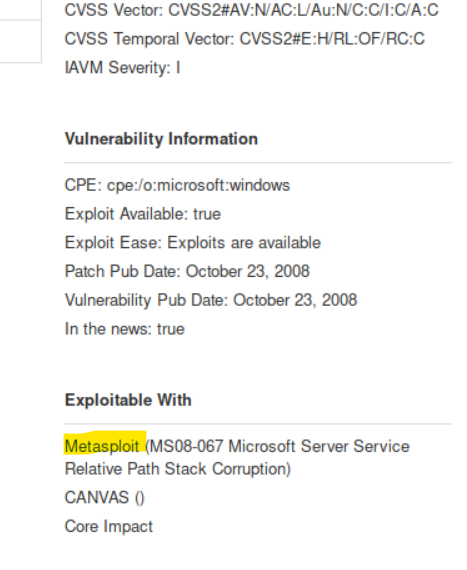 CVSS Vector: CVSS2#AV:N/AC:L/Au:N/C:C/I:C/A:C
CVSS Temporal Vector: CVSS2#E:H/RL:OF/RC:C
IAVM Severity: I
Vulnerability Information
CPE: cpe:/o:microsoft:windows
Exploit Available: true
Exploit Ease: Exploits are available
Patch Pub Date: October 23, 2008
Vulnerability Pub Date: October 23, 2008
In the news: true
Exploitable With
Metasploit (MS08-067 Microsoft Server Service
Relative Path Stack Corruption)
CANVAS ()
Core Impact